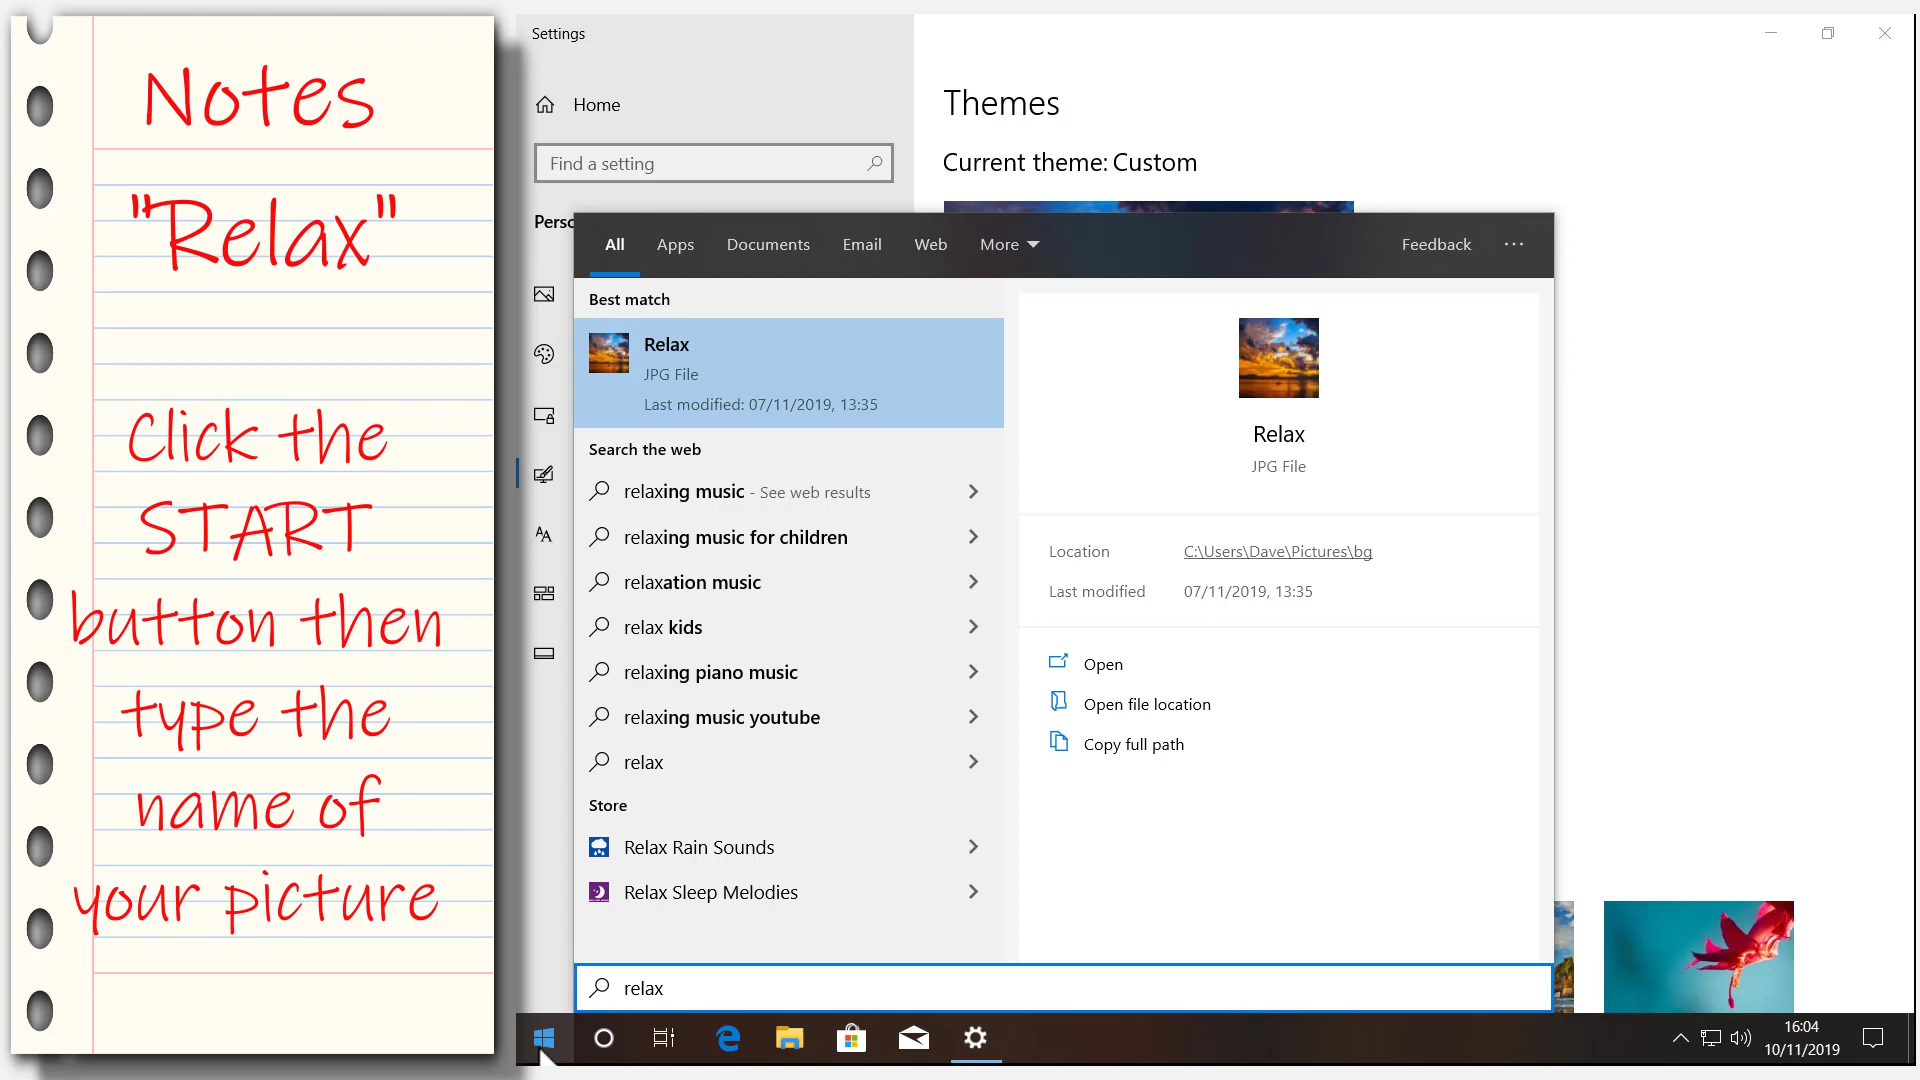 Notes
"Relax"
Click the
START
button then
type the
name of
your picture
Settings
Home
Find a setting
Perso
Themes
Current theme: Custom
All Apps Documents Email Web More Feedback
Best match
Relax
JPG File
Last modified: 07/11/2019, 13:35
Search the web
relaxing music - See web results
relaxing music for children
relaxation music
relax kids
relaxing piano music
relaxing music youtube
relax
Store
Relax Rain Sounds
Relax Sleep Melodies
Relax
JPG File
Location C:\Users\Dave\Pictures\bg
Last modified 07/11/2019, 13:35
Open
Open file location
Copy full path
relax
16:04
10/11/2019